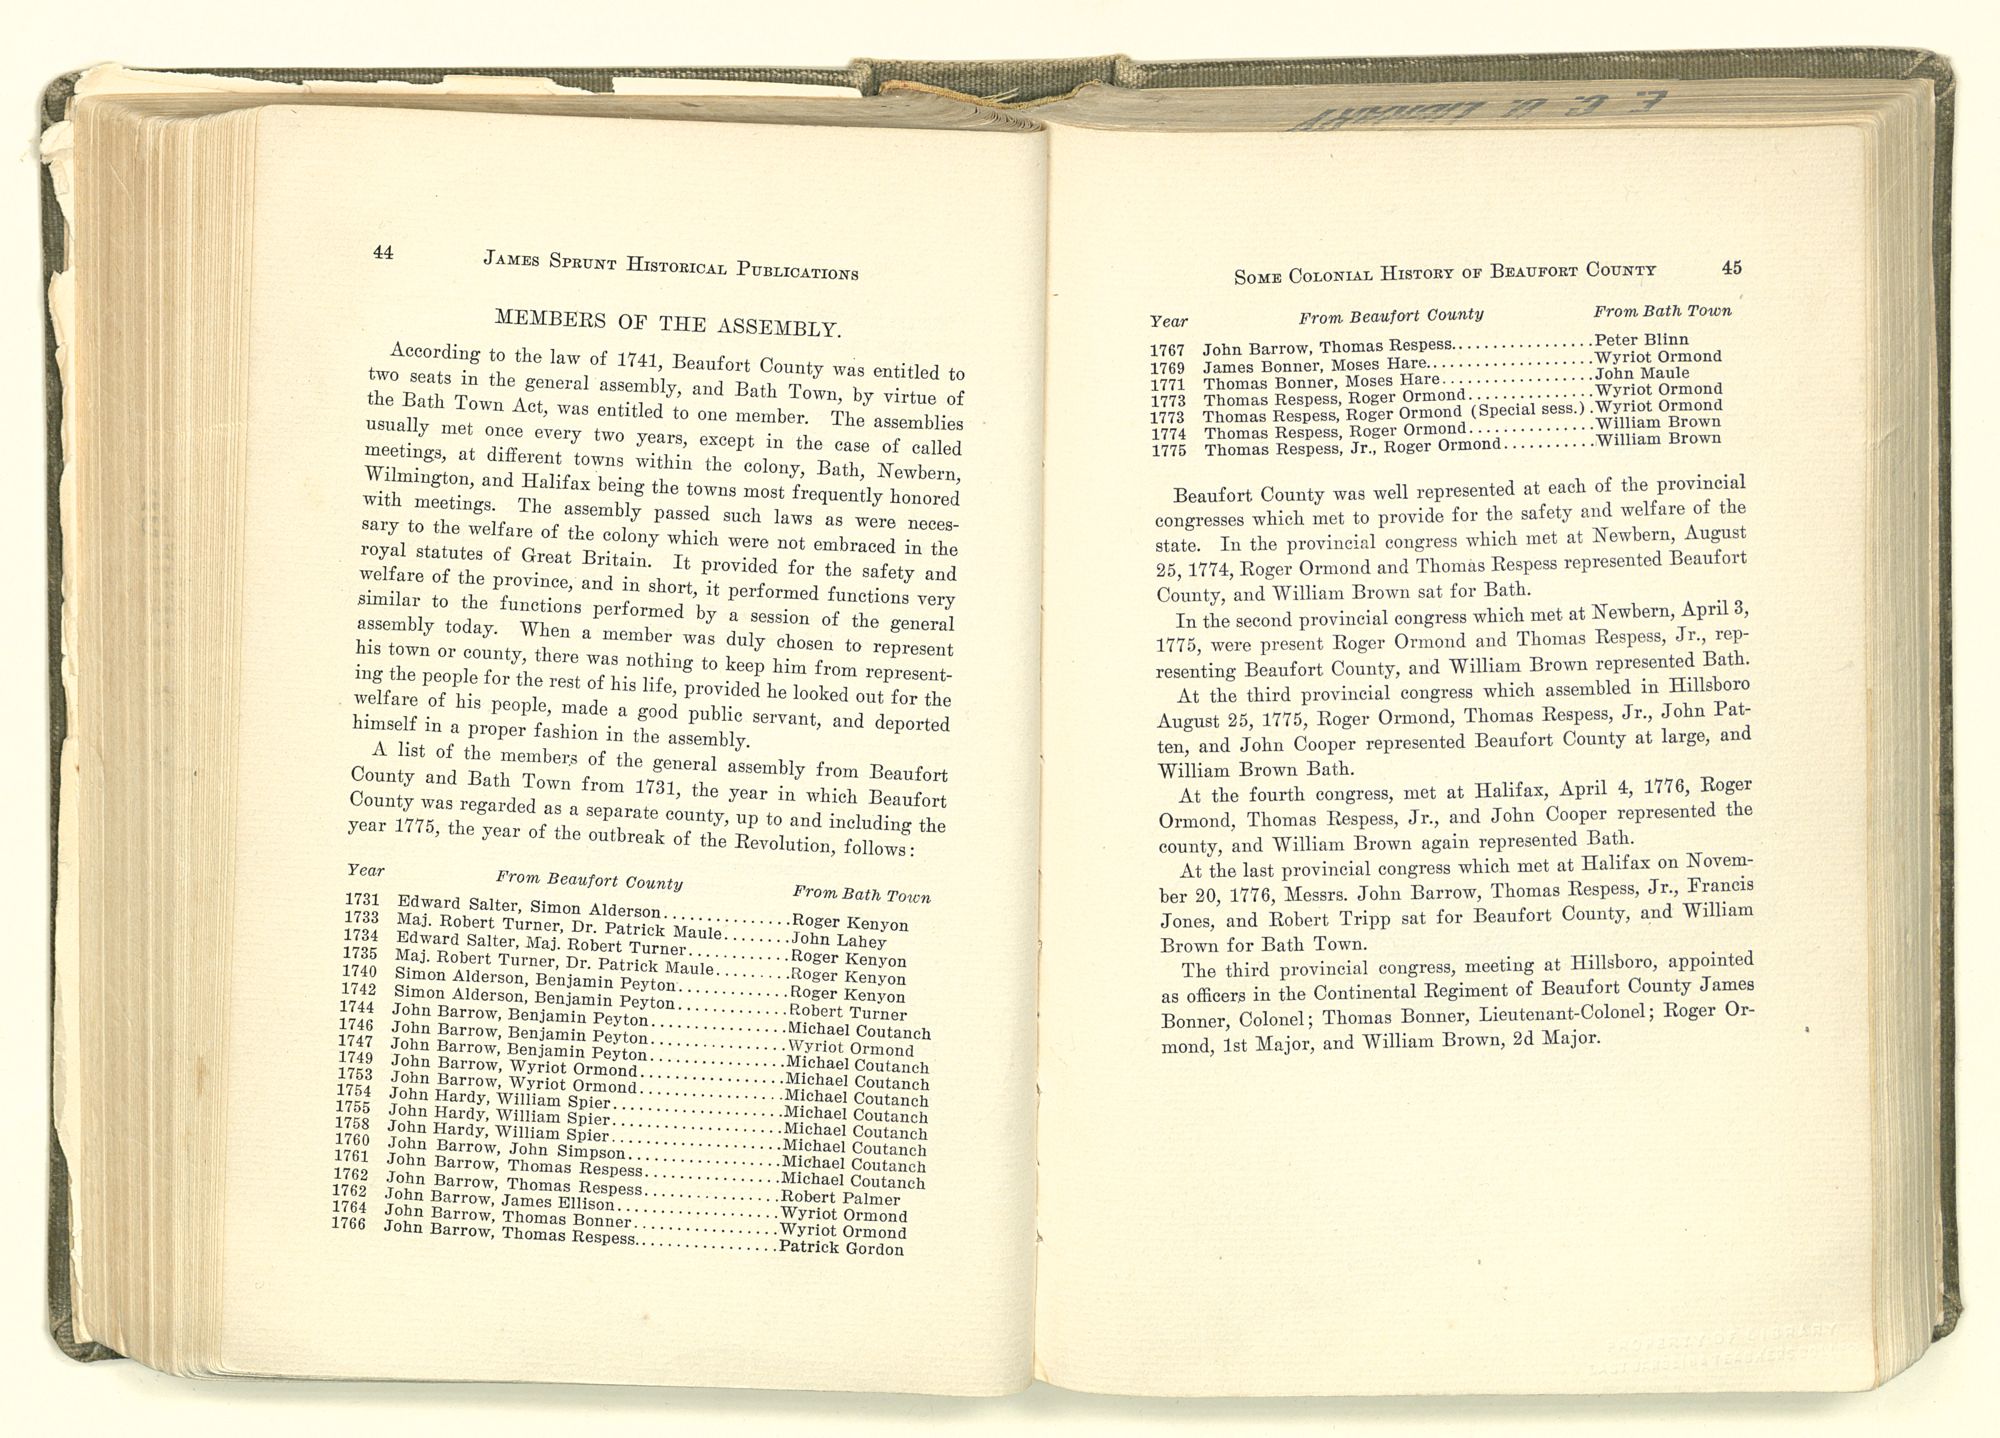 E. C. U. LIBRARY
44 JAMES SPRUNT HISTORICAL PUBLICATIONS
MEMBERS OF THE ASSEMBLY.
According to the law of 1741, Beaufort County was entitled to
two seats in the general assembly, and Bath Town, by virtue of
the Bath Town Act, was entitled to one member. The assemblies
usually met once every two years, except in the case of called
meetings, at different towns within the colony, Bath, Newbern,
Wilmington, and Halifax being the towns most frequently honored
with meetings. The assembly passed such laws as were neces-
sary to the welfare of the colony which were not embraced in the
royal statutes of Great Britain. It provided for the safety and
welfare of the province, and in short, it performed functions very
similar to the functions performed by a session of the general
assembly today. When a member was duly chosen to represent
his town or county, there was nothing to keep him from represent-
ing the people for the rest of his life, provided he looked out for the
welfare of his people, made a good public servant, and deported
himself in a proper fashion in the assembly.
A list of the members of the general assembly from Beaufort
County and Bath Town from 1731, the year in which Beaufort
County was regarded as a separate county, up to and including the
year 1775, the year of the outbreak of the Revolution, follows:
Year From Beaufort County From Bath Town
1731 Edward Salter, Simon Alderson...............Roger Kenyon
1733 Maj. Robert Turner, Dr. Patrick Maule........John Lahey
1734 Edward Salter, Maj. Robert Turner............Roger Kenyon
1735 Maj. Robert Turner, Dr. Patrick Maule.........Roger Kenyon
1740 Simon Alderson, Benjamin Peyton.............Roger Kenyon
1742 Simon Alderson, Benjamin Peyton.............Robert Turner
1744 John Barrow, Benjamin Peyton................Michael Coutanch
1746 John Barrow, Benjamin Peyton................Wyriot Ormond
1747 John Barrow, Benjamin Peyton................Michael Coutanch
1749 John Barrow, Wyriot Ormond.................Michael Coutanch
1753 John Barrow, Wyriot Ormond.................Michael Coutanch
1754 John Hardy, William Spier....................Michael Coutanch
1755 John Hardy, William Spier....................Michael Coutanch
1758 John Hardy, William Spier....................Michael Coutanch
1760 John Barrow, John Simpson..................Michael Coutanch
1761 John Barrow, Thomas Respess................Michael Coutanch
1762 John Barrow, Thomas Respess................Robert Palmer
1762 John Barrow, James Ellison...................Wyriot Ormond
1764 John Barrow, Thomas Bonner.................Wyriot Ormond
1766 John Barrow, Thomas Respess.................Patrick Gordon
SOME COLONIAL HISTORY OF BEAUFORT COUNTY 45
Year From Beaufort County From Bath Town
1767 John Barrow, Thomas Respess................Peter Blinn
1769 James Bonner, Moses Hare...................Wyriot Ormond
1771 Thomas Bonner, Moses Hare..................John Maule
1773 Thomas Respess, Roger Ormond...............Wyriot Ormond
1773 Thomas Respess, Roger Ormond (Special sess.).Wyriot Ormond
1774 Thomas Respess, Roger Ormond...............William Brown
1775 Thomas Respess, Jr., Roger Ormond...........William Brown
Beaufort County was well represented at each of the provincial
congresses which met to provide for the safety and welfare of the
state. In the provincial congress which met at Newbern, August
25, 1774, Roger Ormond and Thomas Respess represented Beaufort
County, and William Brown sat for Bath.
In the second provincial congress which met at Newbern, April 3,
1775, were present Roger Ormond and Thomas Respess, Jr., rep-
resenting Beaufort County, and William Brown represented Bath.
At the third provincial congress which assembled in Hillsboro
August 25, 1775, Roger Ormond, Thomas Respess, Jr., John Pat-
ten, and John Cooper represented Beaufort County at large, and
William Brown Bath.
At the fourth congress, met at Halifax, April 4, 1776, Roger
Ormond, Thomas Respess, Jr., and John Cooper represented the
county, and William Brown again represented Bath.
At the last provincial congress which met at Halifax on Novem-
ber 20, 1776, Messrs. John Barrow, Thomas Respess, Jr., Francis
Jones, and Robert Tripp sat for Beaufort County, and William
Brown for Bath Town.
The third provincial congress, meeting at Hillsboro, appointed
as officers in the Continental Regiment of Beaufort County James
Bonner, Colonel; Thomas Bonner, Lieutenant-Colonel; Roger Or-
mond, 1st Major, and William Brown, 2d Major.